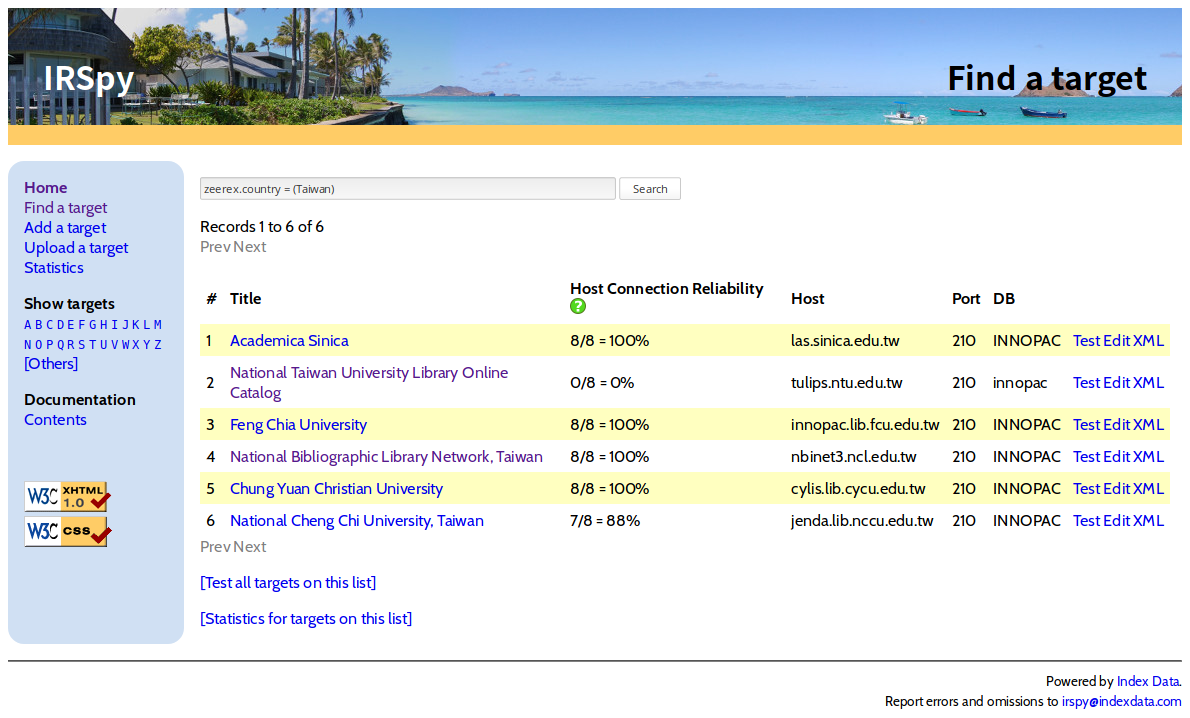 IRSpy
Find a target
Home
Find a target
Add a target
Upload a target
Statistics
Show targets
A B C D E F G H I J K L M
N O P Q R S T U V W X Y Z
[Others]
Documentation
Contents
W3C XHTML 1.0
W3C css
zeerex.country = (Taiwan) Search
Records 1 to 6 of 6
Prev Next
# Title Host Connection Reliability ? Host Port DB
1 Academica Sinica 8/8 = 100% las.sinica.edu.tw 210 INNOPAC Test Edit XML
2 National Taiwan University Library Online Catalog 0/8 = 0% tulips.ntu.edu.tw 210 innopac Test Edit XML
3 Feng Chia University 8/8 = 100% innopac.lib.fcu.edu.tw 210 INNOPAC Test Edit XML
4 National Bibliographic Library Network, Taiwan 8/8 = 100% nbinet3.ncl.edu.tw 210 INNOPAC Test Edit XML
5 Chung Yuan Christian University 8/8 = 100% cylis.lib.cycu.edu.tw 210 INNOPAC Test Edit XML
6 National Cheng Chi University, Taiwan 7/8 = 88% jenda.lib.nccu.edu.tw 210 INNOPAC Test Edit XML
Prev Next
[Test all targets on this list]
[Statistics for targets on this list]
Powered by Index Data.
Report errors and omissions to irspy@indexdata.com